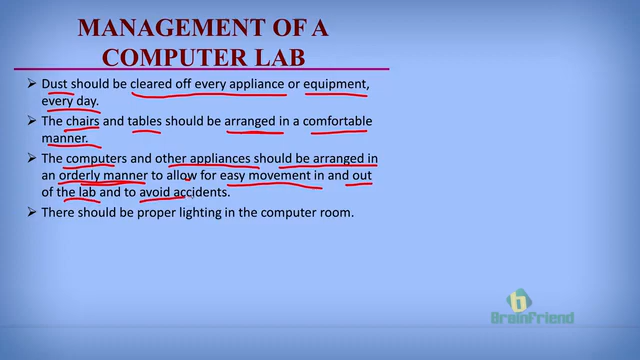 MANAGEMENT OF A
COMPUTER LAB
➢ Dust should be cleared off every appliance or equipment,
every day.
➢ The chairs and tables should be arranged in a comfortable
manner.
➢ The computers and other appliances should be arranged in
an orderly manner to allow for easy movement in and out
of the lab and to avoid accidents.
➢ There should be proper lighting in the computer room.
b
BrainFriend